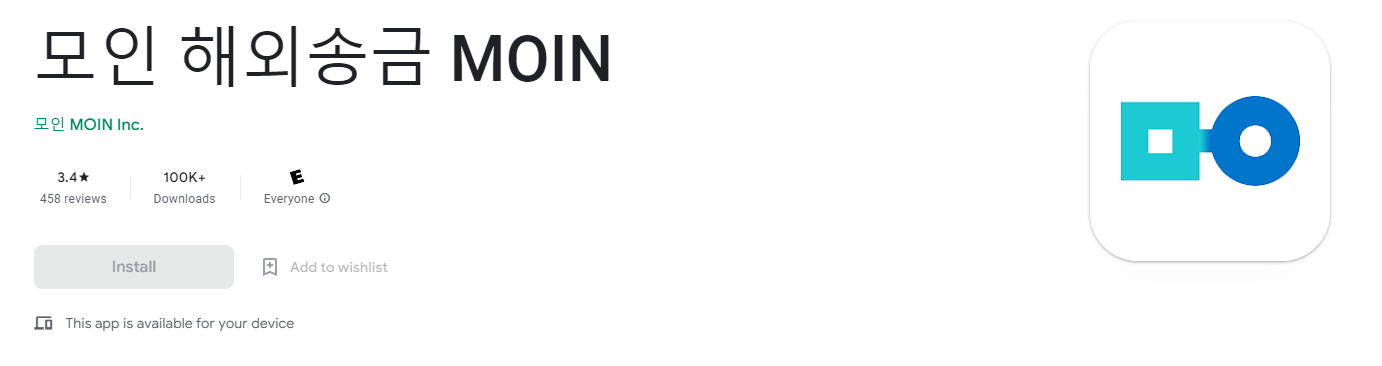 모인 해외송금 MOIN
모인 MOIN Inc.
3.4★ 100K+ E
458 reviews Downloads Everyone
Install Add to wishlist
This app is available for your device